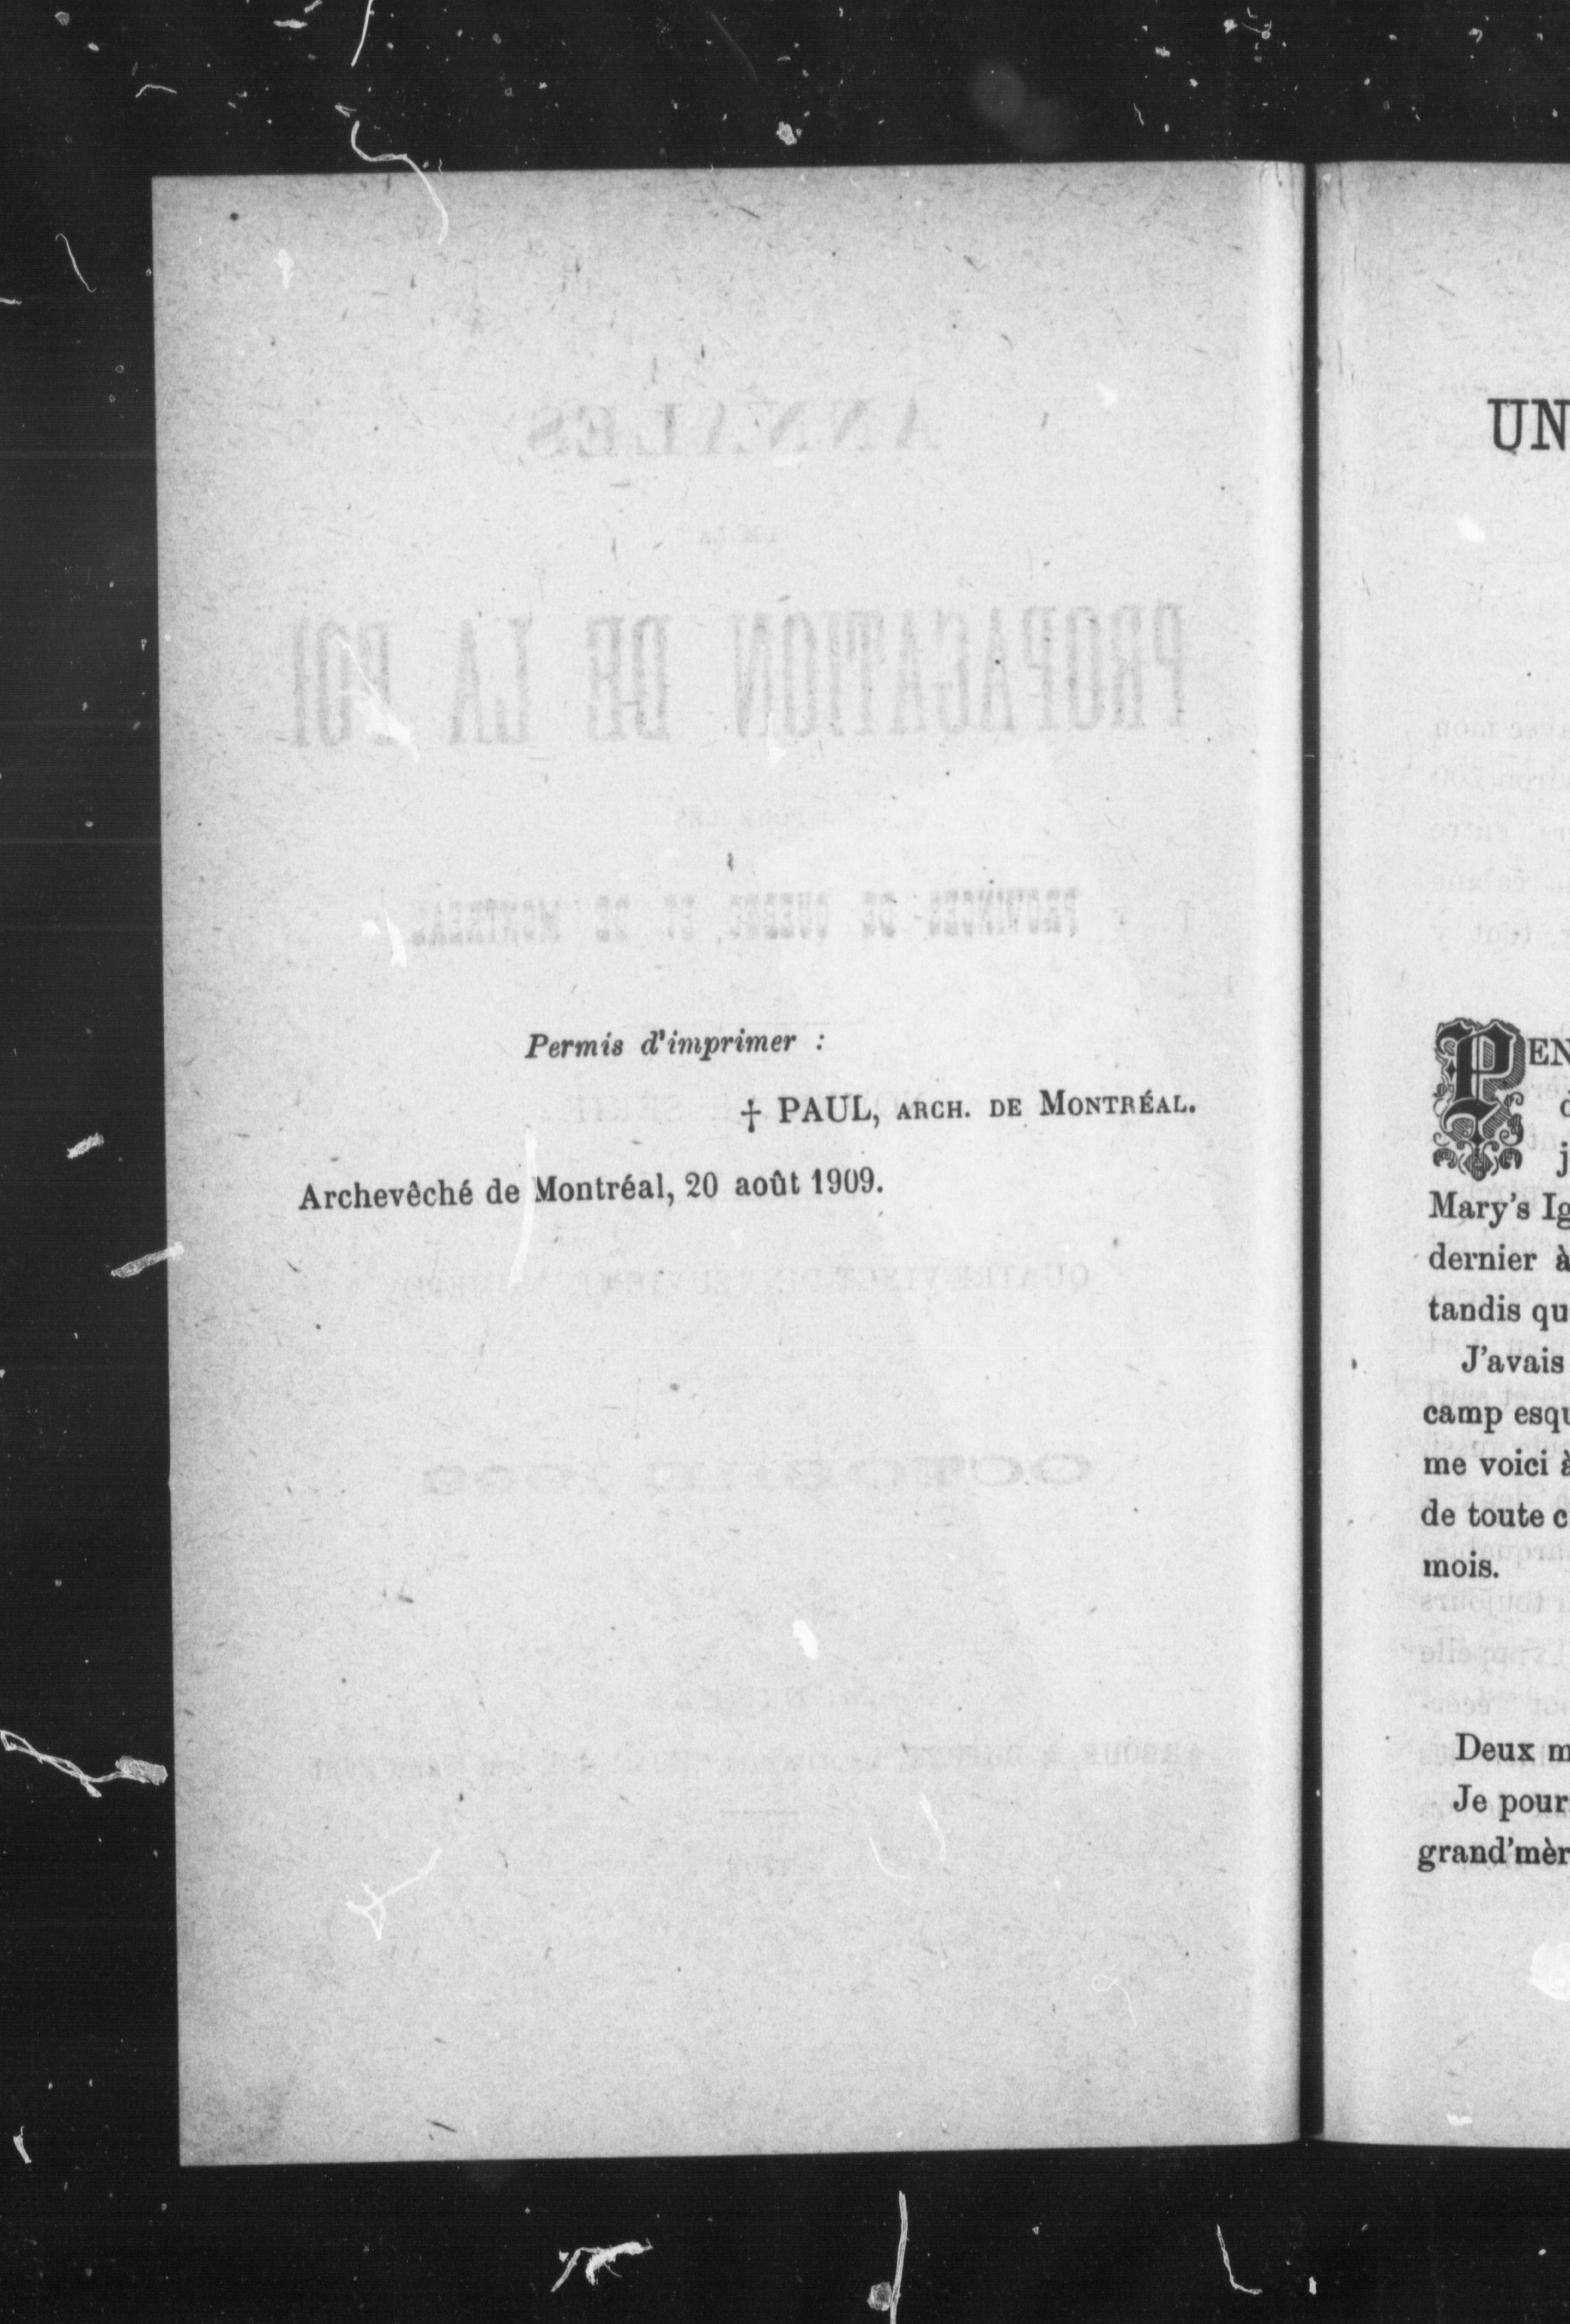 Permis d'imprimer :
† PAUL, ARCH. DE MONTRÉAL.
Archevêché de Montréal, 20 août 1909.
UN
PEN
d
j
Mary's Ig
dernier à
tandis qu
J'avais
camp esqu
me voici à
de toute c
mois.
Deux m
Je pour
grand'mèr